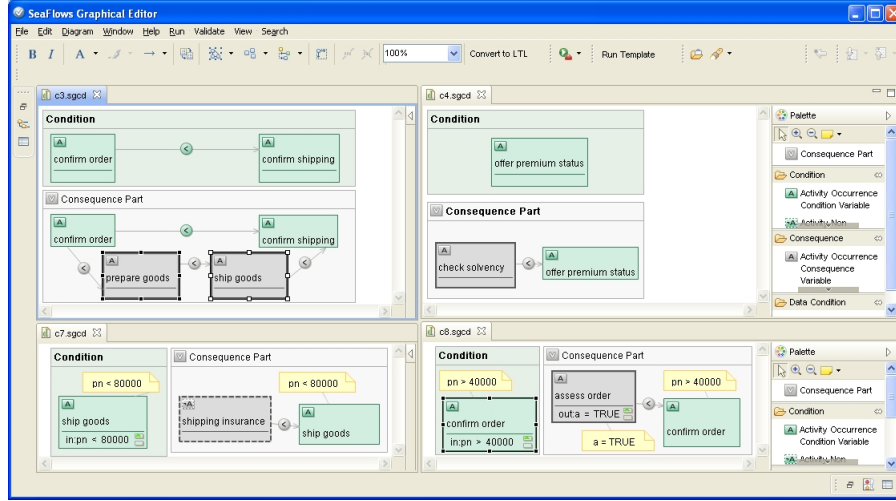 SeaFlows Graphical Editor
File Edit Diagram Window Help Run Validate View Search
B I A 100% Convert to LTL Run Template
c3.sgcd
Condition
A
confirm order
<
A
confirm shipping
Consequence Part
A
confirm order
<
A
confirm shipping
<
A
prepare goods
<
A
ship goods
<
c4.sgcd
Condition
A
offer premium status
Consequence Part
A
check solvency
<
A
offer premium status
Palette
Consequence Part
Condition
A Activity Occurrence
Condition Variable
Consequence
A Activity Occurrence
Consequence
Variable
Data Condition
c7.sgcd
Condition
pn < 80000
A
ship goods
in:pn < 80000
Consequence Part
pn < 80000
¬A
shipping insurance
<
A
ship goods
c8.sgcd
Condition
pn > 40000
A
confirm order
in:pn > 40000
Consequence Part
A
assess order
out:a = TRUE
a = TRUE
<
pn > 40000
A
confirm order
Palette
Consequence Part
Condition
A Activity Occurrence
Condition Variable